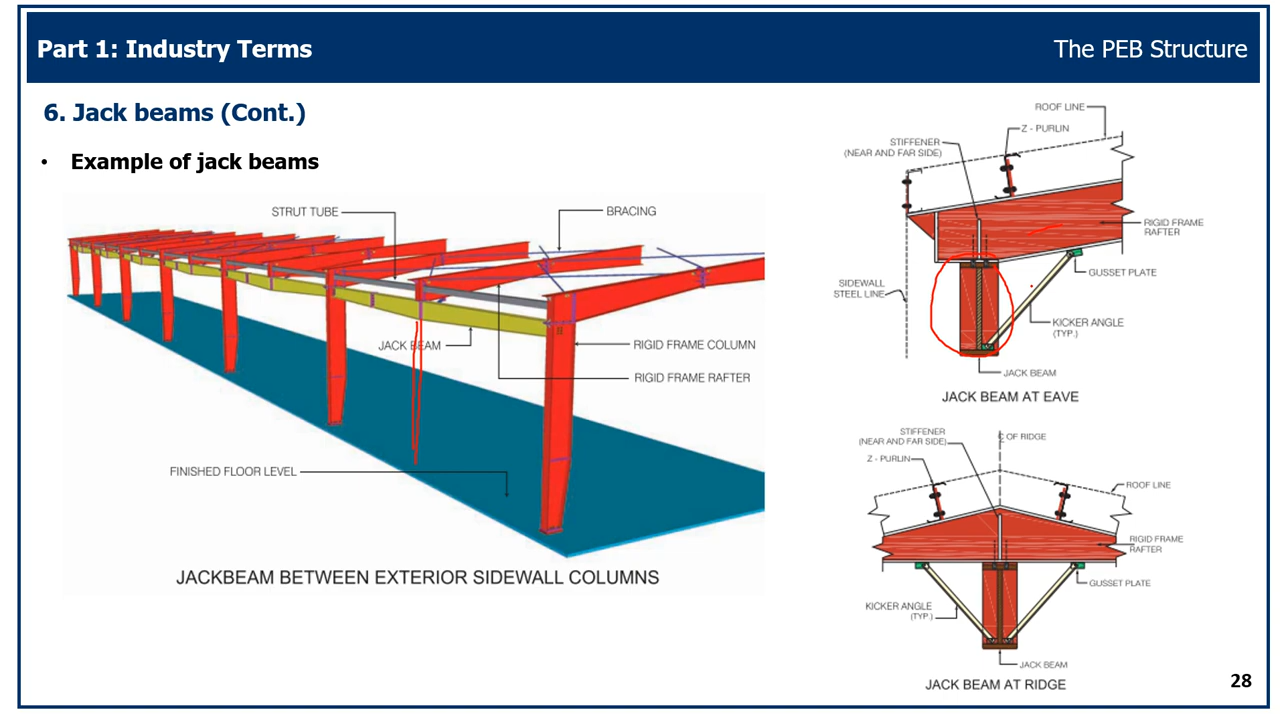 Part 1: Industry Terms
The PEB Structure
6. Jack beams (Cont.)
• Example of jack beams
STRUT TUBE
BRACING
JACK BEAM
RIGID FRAME COLUMN
RIGID FRAME RAFTER
FINISHED FLOOR LEVEL
JACKBEAM BETWEEN EXTERIOR SIDEWALL COLUMNS
ROOF LINE
Z - PURLIN
STIFFENER
(NEAR AND FAR SIDE)
RIGID FRAME
RAFTER
GUSSET PLATE
SIDEWALL
STEEL LINE
KICKER ANGLE
(TYP.)
JACK BEAM
JACK BEAM AT EAVE
STIFFENER
(NEAR AND FAR SIDE)
℄ OF RIDGE
Z - PURLIN
ROOF LINE
RIGID FRAME
RAFTER
GUSSET PLATE
KICKER ANGLE
(TYP.)
JACK BEAM
JACK BEAM AT RIDGE
28